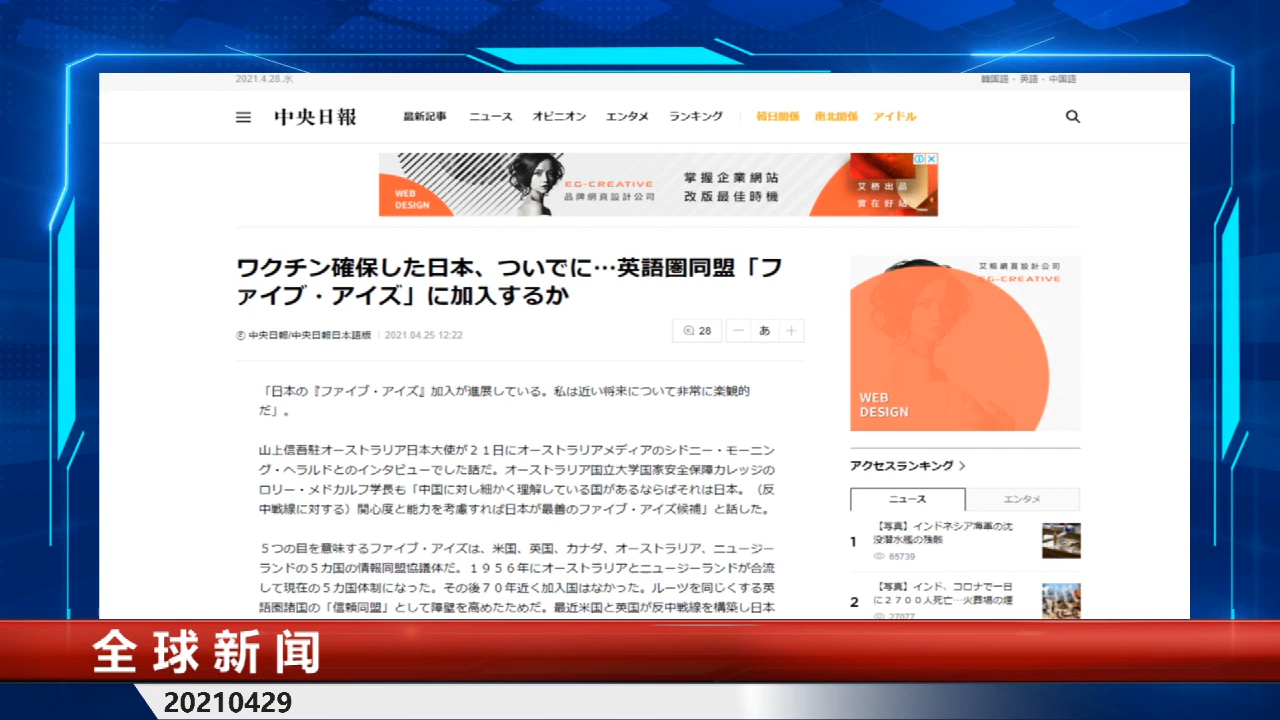 2021.4.28.水
韓国語・英語・中国語
中央日報
最新記事 ニュース オピニオン エンタメ ランキング 韓日関係 南北関係 アイドル
WEB
DESIGN
EG-CREATIVE
品牌網頁設計公司
掌握企業網站
改版最佳時機
艾格出品
實在好站
ワクチン確保した日本、ついでに…英語圏同盟「フ
ァイブ・アイズ」に加入するか
ⓒ 中央日報/中央日報日本語版 2021.04.25 12:22
28
あ
「日本の『ファイブ・アイズ』加入が進展している。私は近い将来について非常に楽観的
だ」。
山上信吾駐オーストラリア日本大使が２１日にオーストラリアメディアのシドニー・モーニン
グ・ヘラルドとのインタビューでした話だ。オーストラリア国立大学国家安全保障カレッジの
ロリー・メドカルフ学長も「中国に対し細かく理解している国があるならばそれは日本。（反
中戦線に対する）関心度と能力を考慮すれば日本が最善のファイブ・アイズ候補」と話した。
５つの目を意味するファイブ・アイズは、米国、英国、カナダ、オーストラリア、ニュージー
ランドの５カ国の情報同盟協議体だ。１９５６年にオーストラリアとニュージーランドが合流
して現在の５カ国体制になった。その後７０年近く加入国はなかった。ルーツを同じくする英
語圏諸国の「信頼同盟」として障壁を高めたためだ。最近米国と英国が反中戦線を構築し日本
艾格網頁設計公司
EG-CREATIVE
WEB
DESIGN
アクセスランキング
ニュース エンタメ
1
【写真】インドネシア海軍の沈
没潜水艦の残骸
65739
2
【写真】インド、コロナで一日
に２７００人死亡…火葬場の煙
27077
全球新闻
20210429